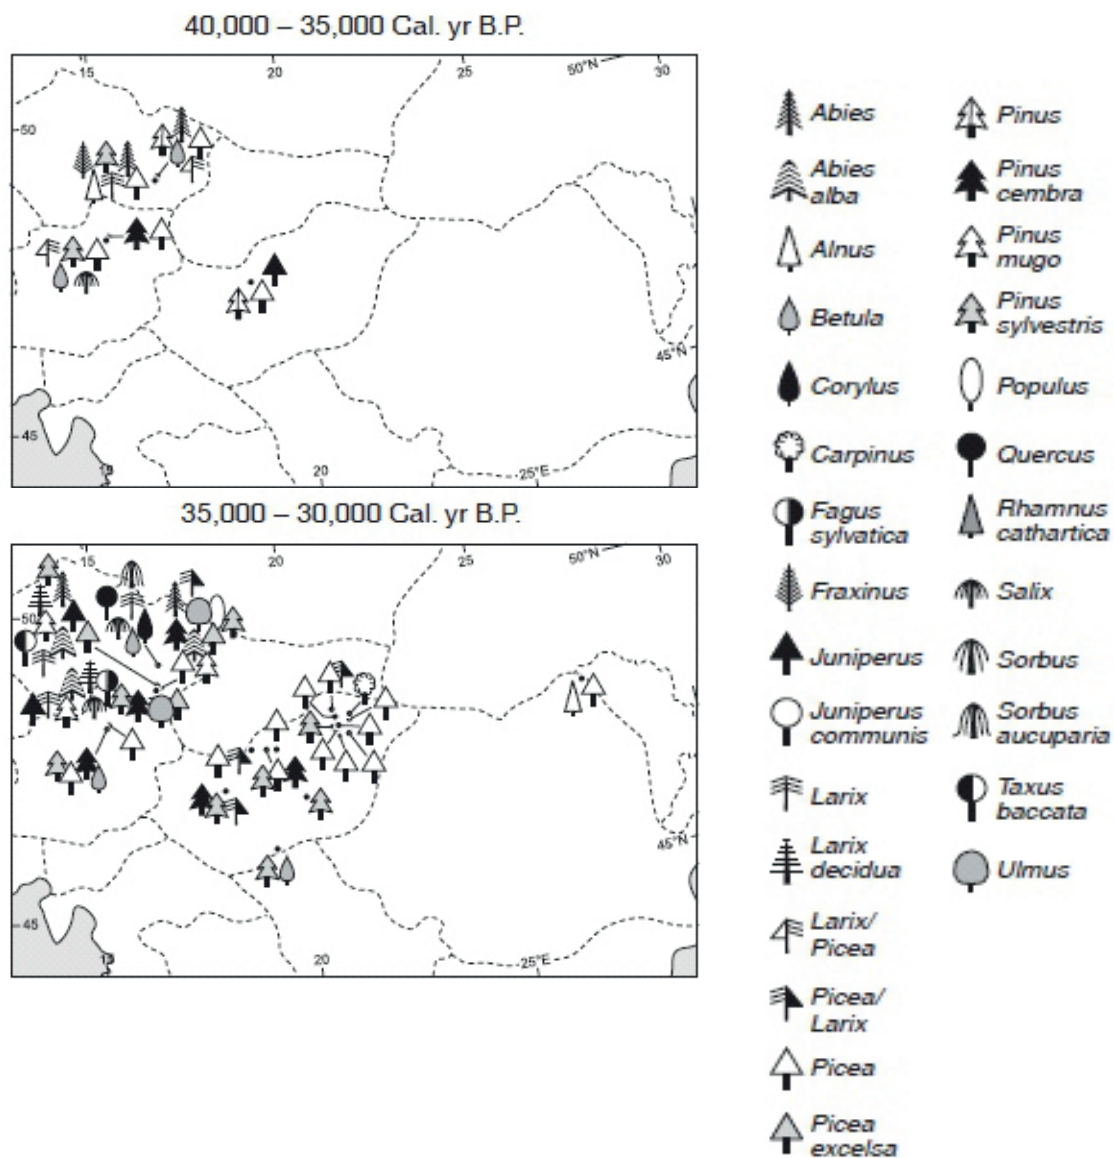 40,000 – 35,000 Cal. yr B.P.
15
20
25
50°N
30
50
45°N
45
20
25°E
35,000 – 30,000 Cal. yr B.P.
15
20
25
50°N
30
50
45°N
45
20
25°E
Abies
Abies
alba
Alnus
Betula
Corylus
Carpinus
Fagus
sylvatica
Fraxinus
Juniperus
Juniperus
communis
Larix
Larix
decidua
Larix/
Picea
Picea/
Larix
Picea
Picea
excelsa
Pinus
Pinus
cembra
Pinus
mugo
Pinus
sylvestris
Populus
Quercus
Rhamnus
cathartica
Salix
Sorbus
Sorbus
aucuparia
Taxus
baccata
Ulmus